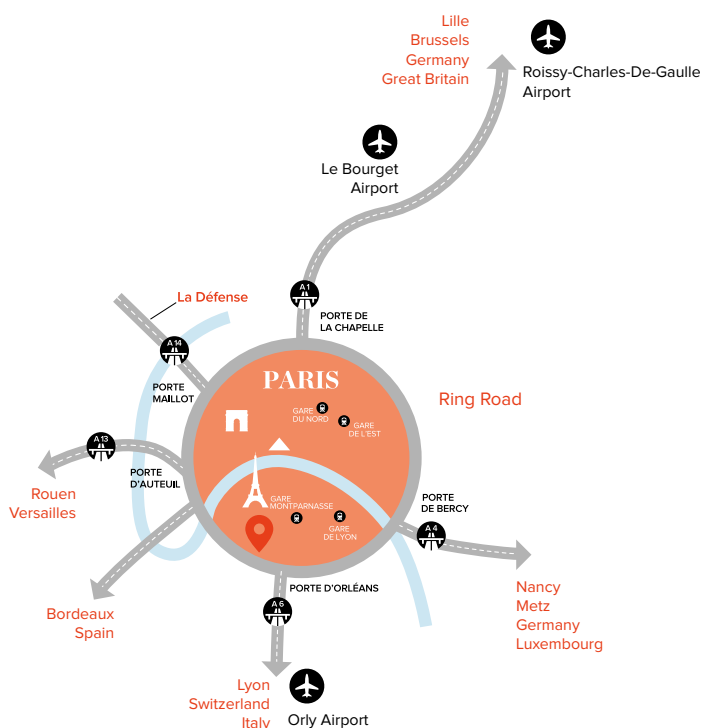 Lille
Brussels
Germany
Great Britain
Roissy-Charles-De-Gaulle
Airport
Le Bourget
Airport
A 1
La Défense
PORTE DE
LA CHAPELLE
A 14
PARIS
PORTE
MAILLOT
Ring Road
GARE
DU NORD
GARE
DE L'EST
A 13
PORTE
D'AUTEUIL
Rouen
Versailles
GARE
MONTPARNASSE
GARE
DE LYON
PORTE
DE BERCY
A 4
Bordeaux
Spain
PORTE D'ORLÉANS
A 6
Nancy
Metz
Germany
Luxembourg
Lyon
Switzerland
Italy
Orly Airport